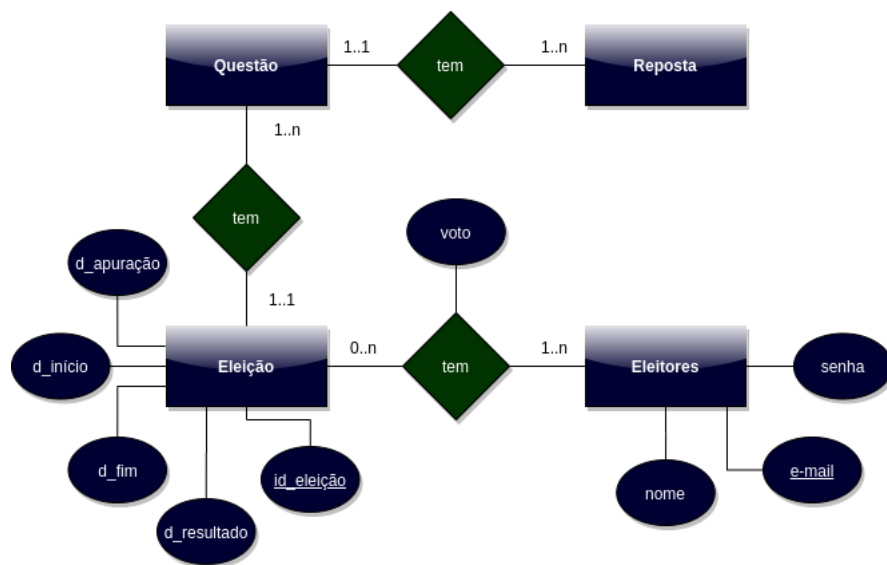 Questão
1..1
tem
1..n
Reposta
1..n
tem
voto
d_apuração
1..1
d_início
Eleição
0..n
tem
1..n
Eleitores
senha
d_fim
id_eleição
nome
e-mail
d_resultado